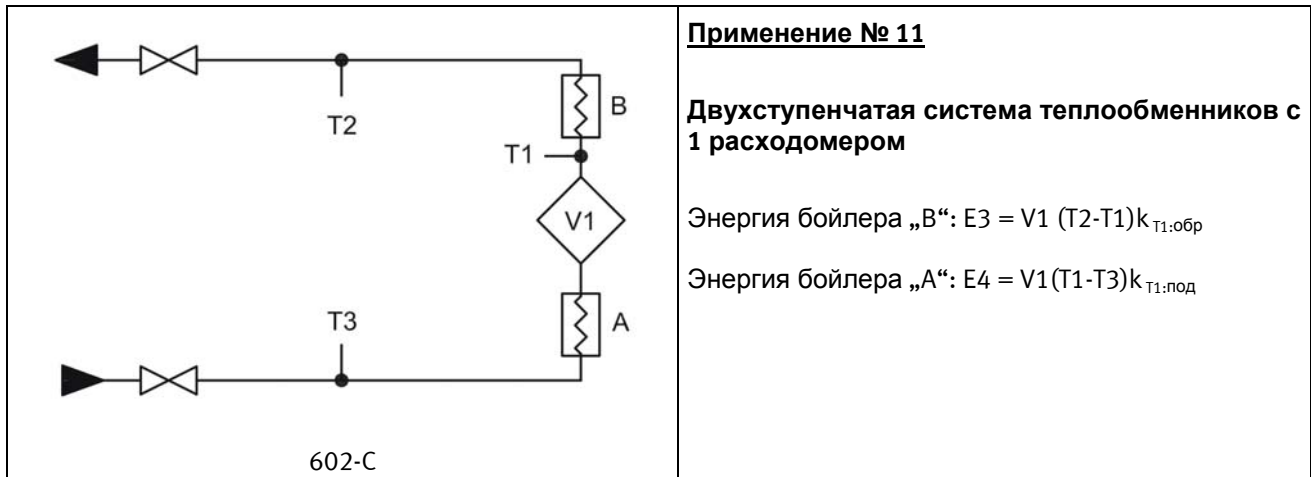 T2
B
T1
V1
T3
A
602-C
Применение № 11
Двухступенчатая система теплообменников с
1 расходомером
Энергия бойлера „B“: E3 = V1 (T2-T1)k T1:обр
Энергия бойлера „A“: E4 = V1(T1-T3)k T1:под